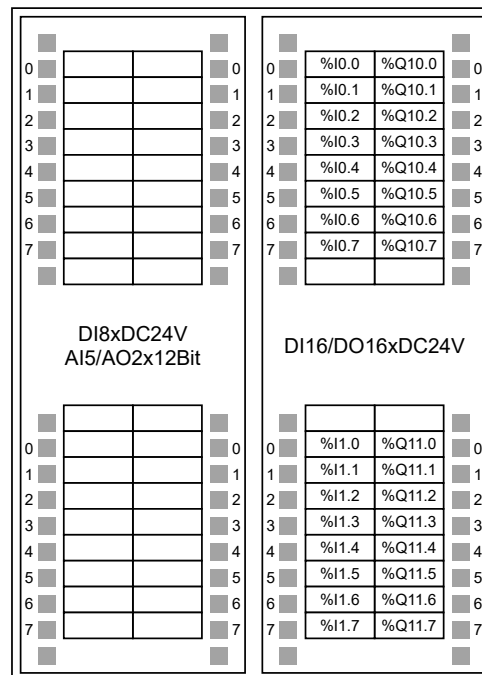 0 0
1 1
2 2
3 3
4 4
5 5
6 6
7 7
DI8xDC24V
AI5/AO2x12Bit
0 0
1 1
2 2
3 3
4 4
5 5
6 6
7 7
0 %I0.0 %Q10.0 0
1 %I0.1 %Q10.1 1
2 %I0.2 %Q10.2 2
3 %I0.3 %Q10.3 3
4 %I0.4 %Q10.4 4
5 %I0.5 %Q10.5 5
6 %I0.6 %Q10.6 6
7 %I0.7 %Q10.7 7
DI16/DO16xDC24V
0 %I1.0 %Q11.0 0
1 %I1.1 %Q11.1 1
2 %I1.2 %Q11.2 2
3 %I1.3 %Q11.3 3
4 %I1.4 %Q11.4 4
5 %I1.5 %Q11.5 5
6 %I1.6 %Q11.6 6
7 %I1.7 %Q11.7 7